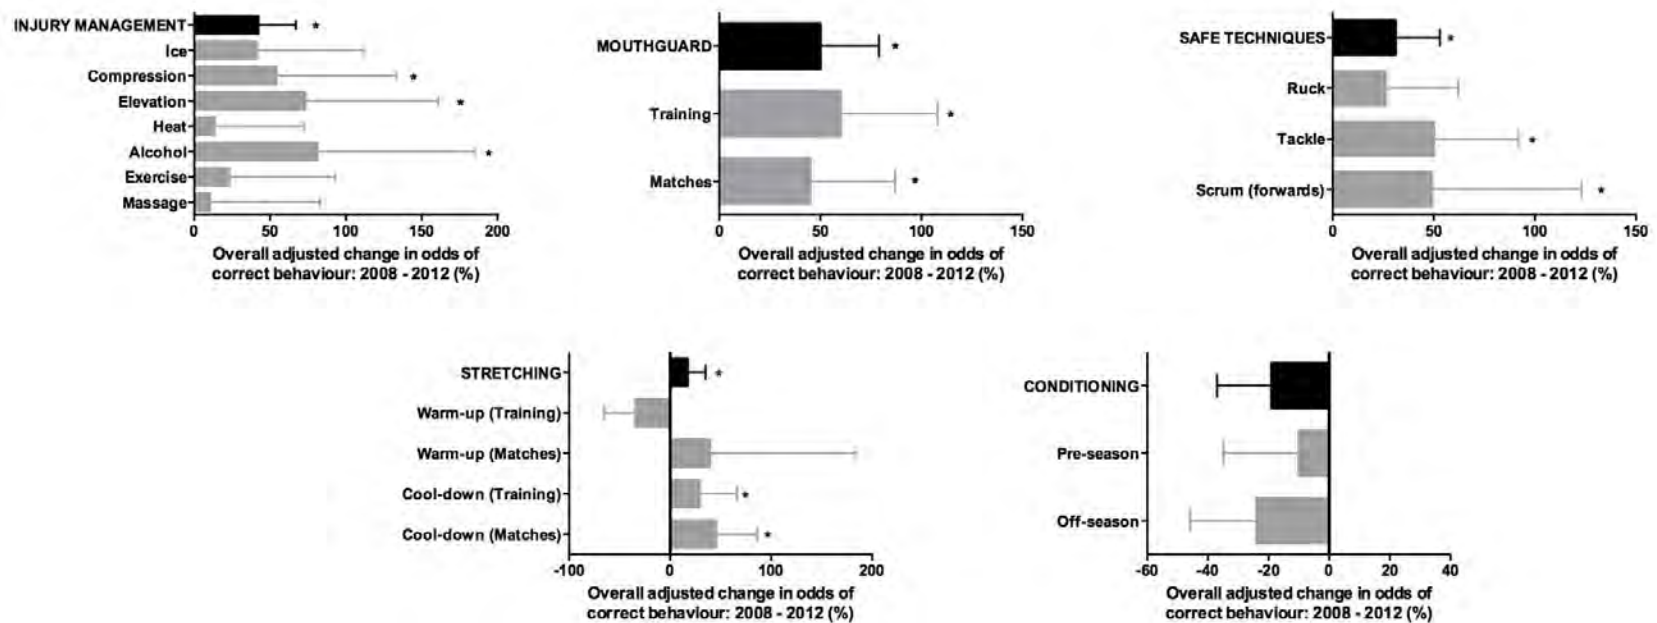 INJURY MANAGEMENT *
Ice
Compression *
Elevation *
Heat
Alcohol *
Exercise
Massage
0 50 100 150 200
Overall adjusted change in odds of
correct behaviour: 2008 - 2012 (%)
MOUTHGUARD *
Training *
Matches *
0 50 100 150
Overall adjusted change in odds of
correct behaviour: 2008 - 2012 (%)
SAFE TECHNIQUES *
Ruck
Tackle *
Scrum (forwards) *
0 50 100 150
Overall adjusted change in odds of
correct behaviour: 2008 - 2012 (%)
STRETCHING *
Warm-up (Training)
Warm-up (Matches)
Cool-down (Training) *
Cool-down (Matches) *
-100 0 100 200
Overall adjusted change in odds of
correct behaviour: 2008 - 2012 (%)
CONDITIONING
Pre-season
Off-season
-60 -40 -20 0 20 40
Overall adjusted change in odds of
correct behaviour: 2008 - 2012 (%)